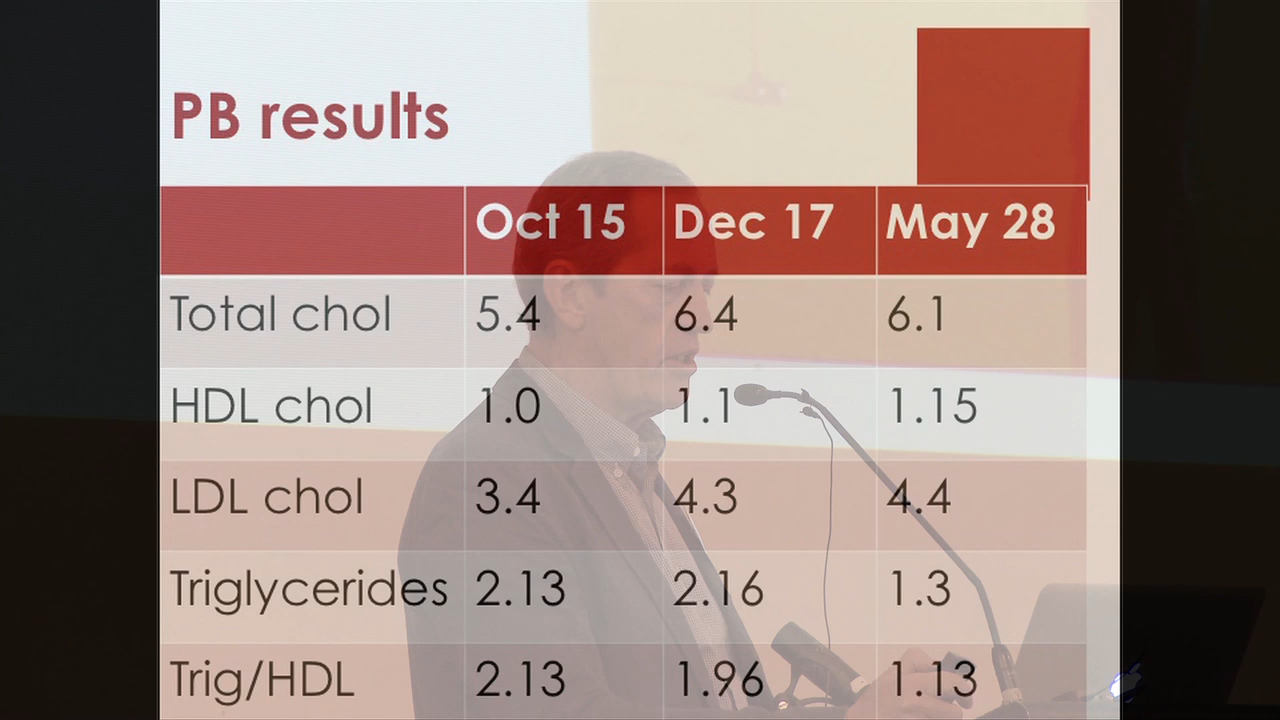 PB results
Oct 15 Dec 17 May 28
Total chol 5.4 6.4 6.1
HDL chol 1.0 1.1 1.15
LDL chol 3.4 4.3 4.4
Triglycerides 2.13 2.16 1.3
Trig/HDL 2.13 1.96 1.13